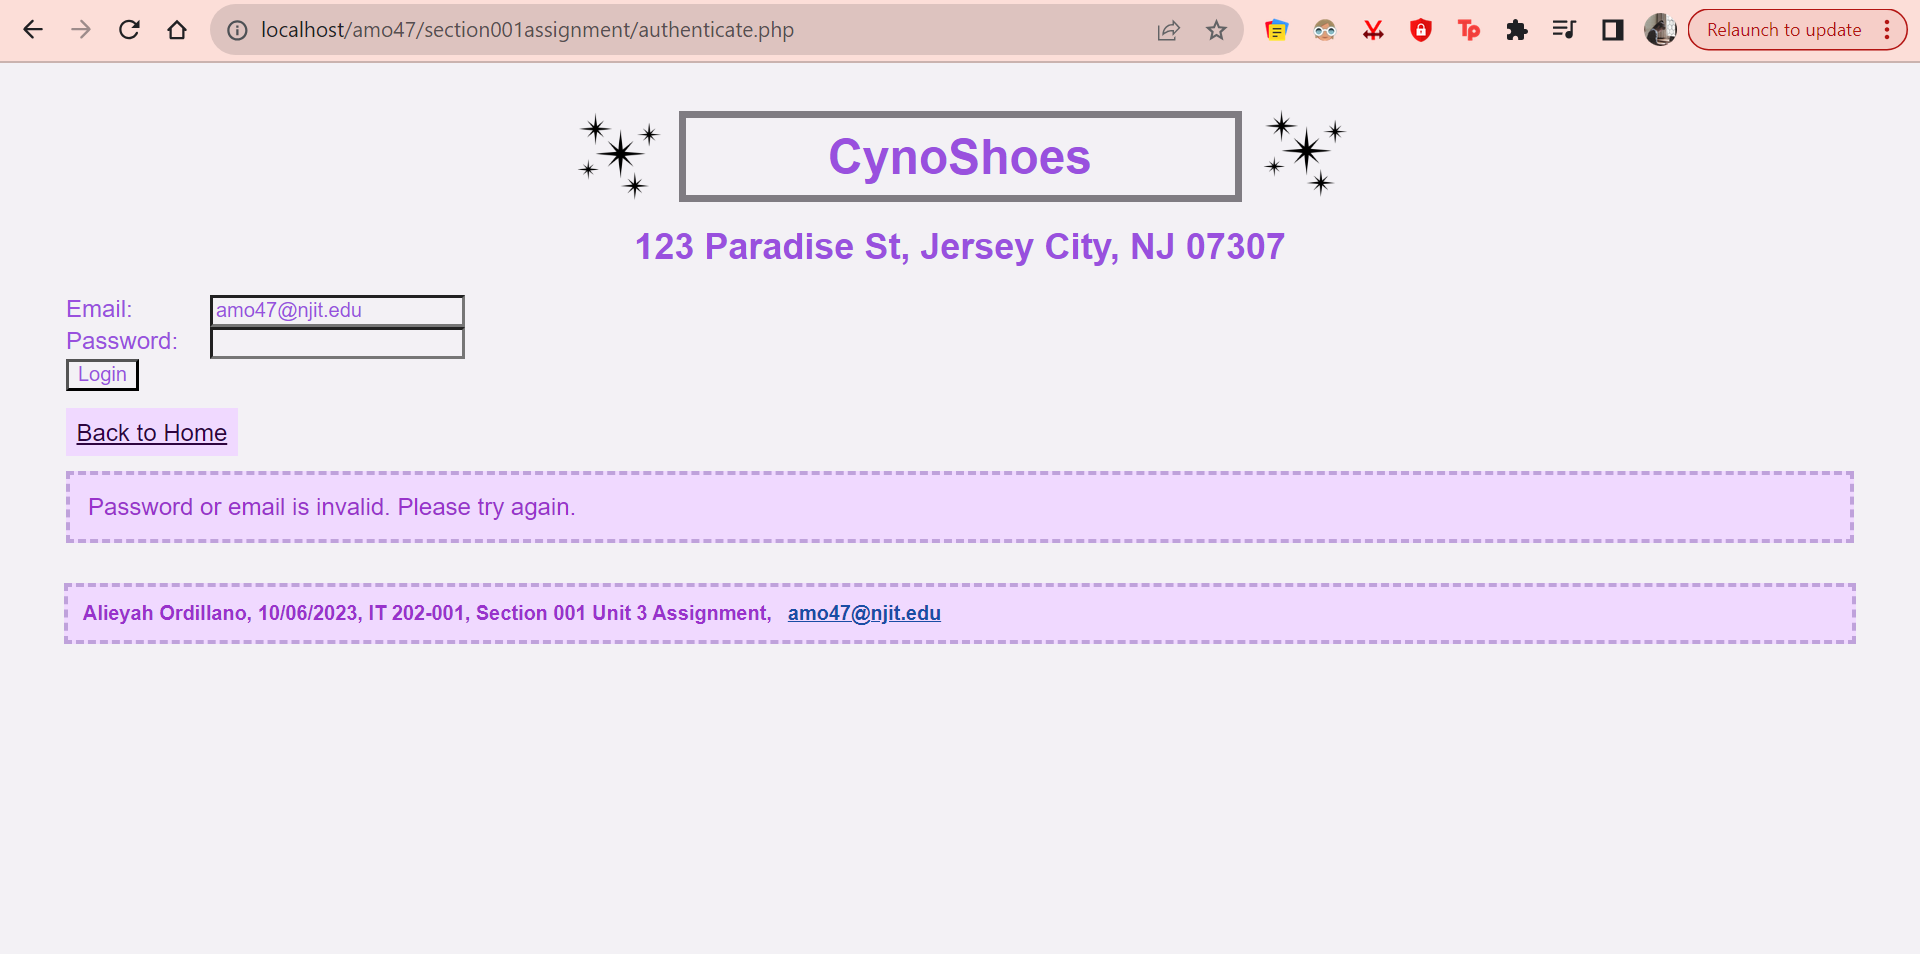 localhost/amo47/section001assignment/authenticate.php
Tp
Relaunch to update
CynoShoes
123 Paradise St, Jersey City, NJ 07307
Email: amo47@njit.edu
Password:
Login
Back to Home
Password or email is invalid. Please try again.
Alieyah Ordillano, 10/06/2023, IT 202-001, Section 001 Unit 3 Assignment, amo47@njit.edu